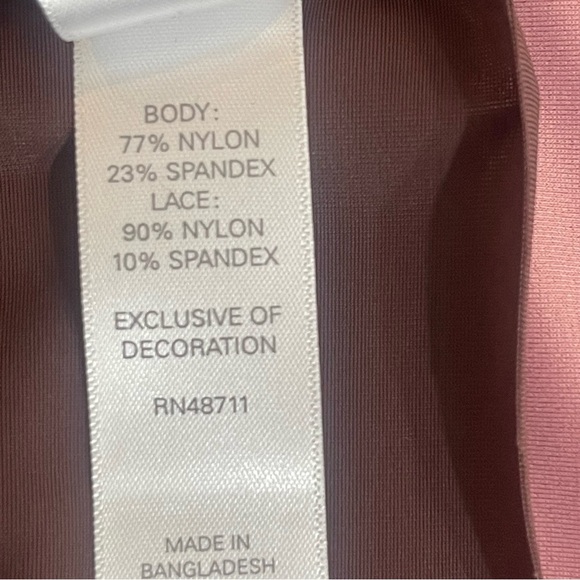 BODY:
77% NYLON
23% SPANDEX
LACE:
90% NYLON
10% SPANDEX
EXCLUSIVE OF
DECORATION
RN48711
MADE IN
BANGLADESH